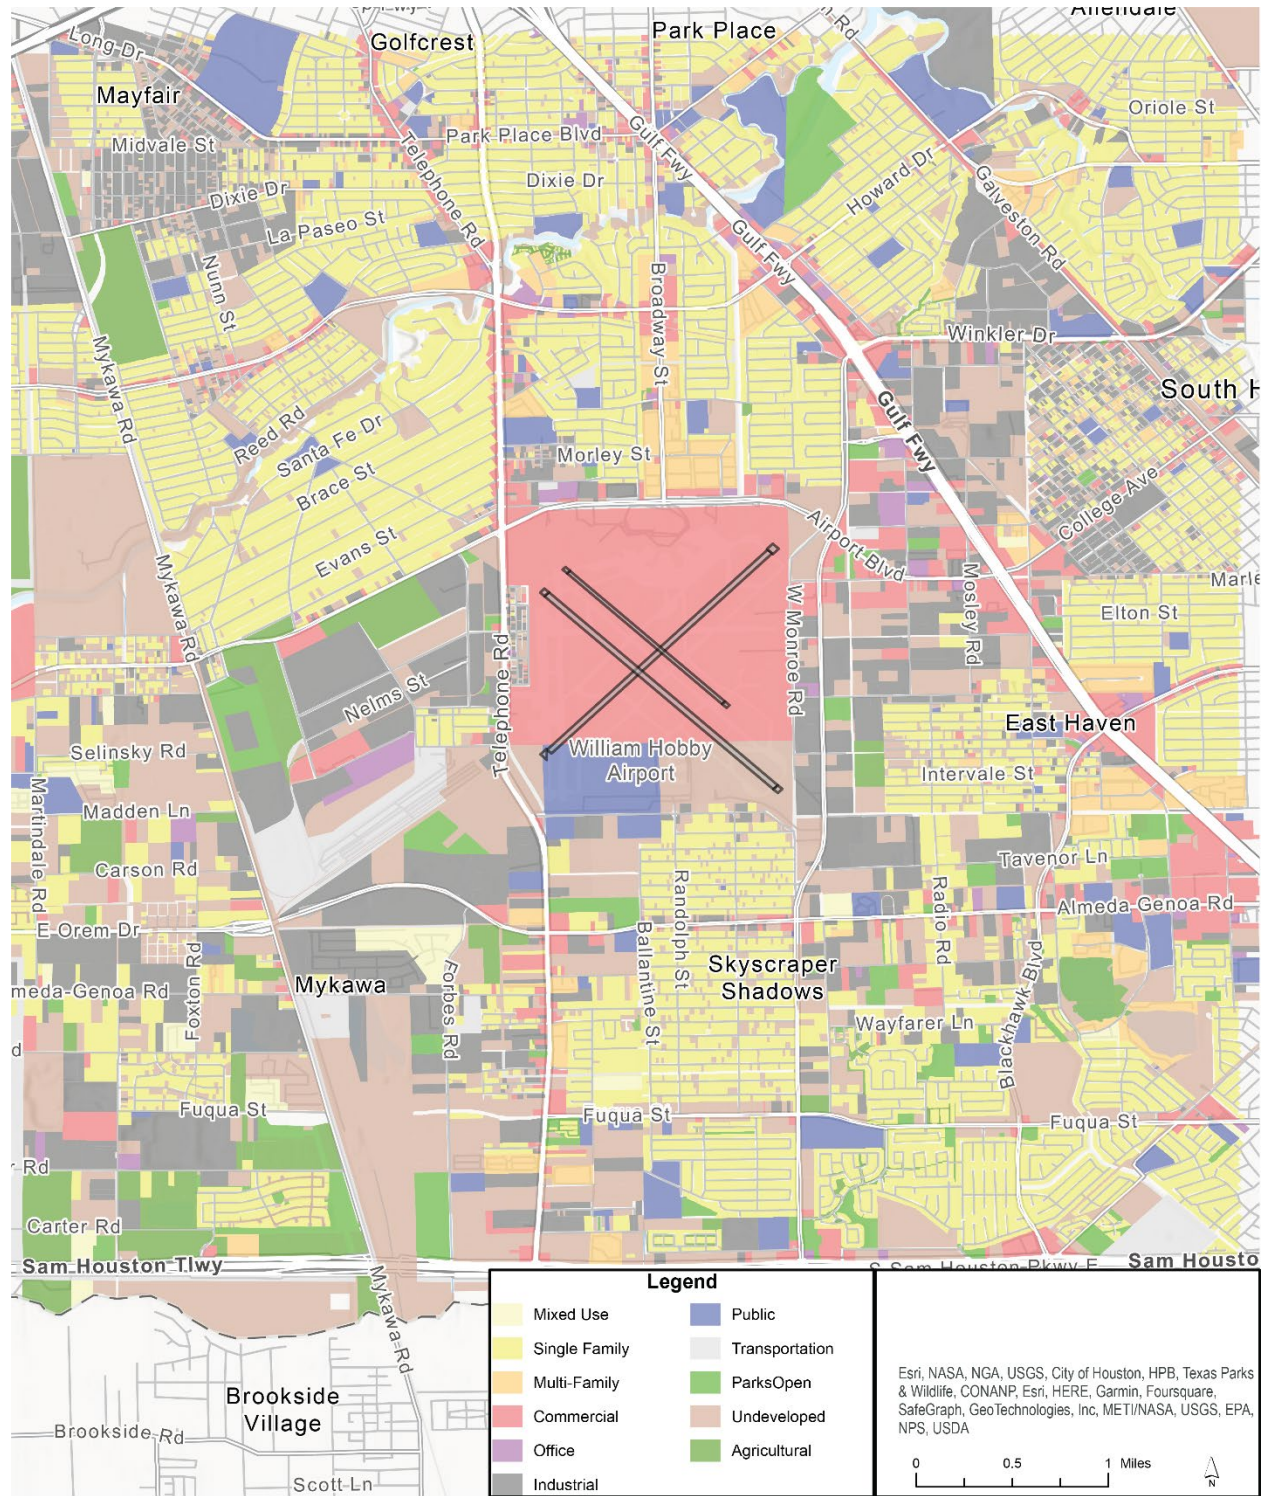 Allendale
Park Place
Golfcrest
Long Dr
Mayfair
Oriole St
Park Place Blvd
Gulf Fwy
Midvale St
Telephone Rd
Dixie Dr
Howard Dr
Galveston Rd
Dixie Dr
La Paseo St
Gulf Fwy
Nunn St
Broadway St
Winkler Dr
Mykawa Rd
South H
Gulf Fwy
Reed Rd
Santa Fe Dr
Morley St
Brace St
College Ave
Airport Blvd
Evans St
Mykawa Rd
Mosley Rd
Marle
Elton St
W Monroe Rd
Telephone Rd
Nelms St
East Haven
Selinsky Rd
William Hobby
Airport
Intervale St
Martindale Rd
Madden Ln
Carson Rd
Tavenor Ln
Randolph St
Radio Rd
Almeda-Genoa Rd
E Orem Dr
Ballantine St
Foxton Rd
Forbes Rd
Blackhawk Blvd
Mykawa
Skyscraper
Shadows
meda-Genoa Rd
Wayfarer Ln
d
Fuqua St
Fuqua St
Fuqua St
r Rd
Carter Rd
Sam Houston Tlwy
S Sam Houston Pkwy E
Sam Housto
Mykawa Rd
Brookside
Village
Brookside Rd
Scott Ln
Legend
Mixed Use
Single Family
Multi-Family
Commercial
Office
Industrial
Public
Transportation
ParksOpen
Undeveloped
Agricultural
Esri, NASA, NGA, USGS, City of Houston, HPB, Texas Parks
& Wildlife, CONANP, Esri, HERE, Garmin, Foursquare,
SafeGraph, GeoTechnologies, Inc, METI/NASA, USGS, EPA,
NPS, USDA
0 0.5 1 Miles
N